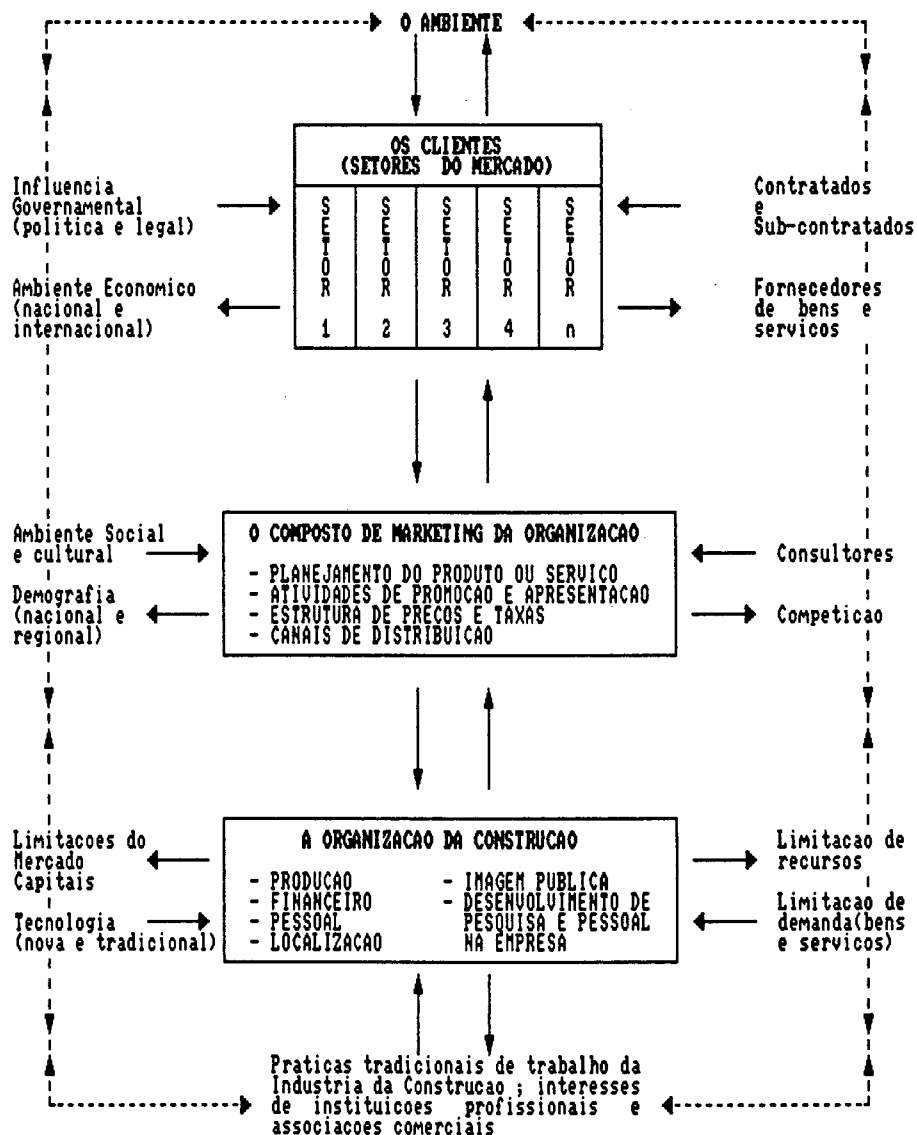 O AMBIENTE
OS CLIENTES
(SETORES DO MERCADO)
SETOR 1
SETOR 2
SETOR 3
SETOR 4
SETOR n
Influencia
Governamental
(politica e legal)
Ambiente Economico
(nacional e
internacional)
Contratados
e
Sub-contratados
Fornecedores
de bens e
servicos
O COMPOSTO DE MARKETING DA ORGANIZACAO
- PLANEJAMENTO DO PRODUTO OU SERVICO
- ATIVIDADES DE PROMOCAO E APRESENTACAO
- ESTRUTURA DE PRECOS E TAXAS
- CANAIS DE DISTRIBUICAO
Ambiente Social
e cultural
Demografia
(nacional e
regional)
Consultores
Competicao
A ORGANIZACAO DA CONSTRUCAO
- PRODUCAO
- FINANCEIRO
- PESSOAL
- LOCALIZACAO
- IMAGEM PUBLICA
- DESENVOLVIMENTO DE
PESQUISA E PESSOAL
NA EMPRESA
Limitacoes do
Mercado
Capitais
Tecnologia
(nova e tradicional)
Limitacao de
recursos
Limitacao de
demanda(bens
e servicos)
Praticas tradicionais de trabalho da
Industria da Construcao ; interesses
de instituicoes profissionais e
associacoes comerciais